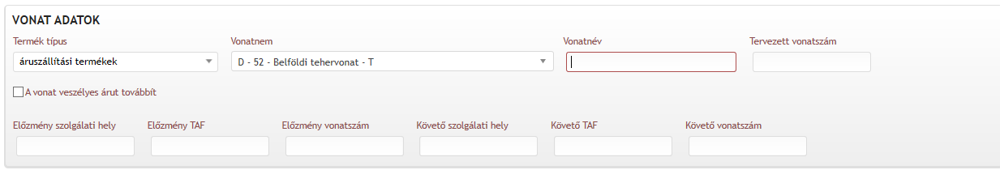 VONAT ADATOK
Termék típus Vonatnem Vonatnév Tervezett vonatszám
áruszállítási termékek D - 52 - Belföldi tehervonat - T
A vonat veszélyes árut továbbít
Előzmény szolgálati hely Előzmény TAF Előzmény vonatszám Követő szolgálati hely Követő TAF Követő vonatszám